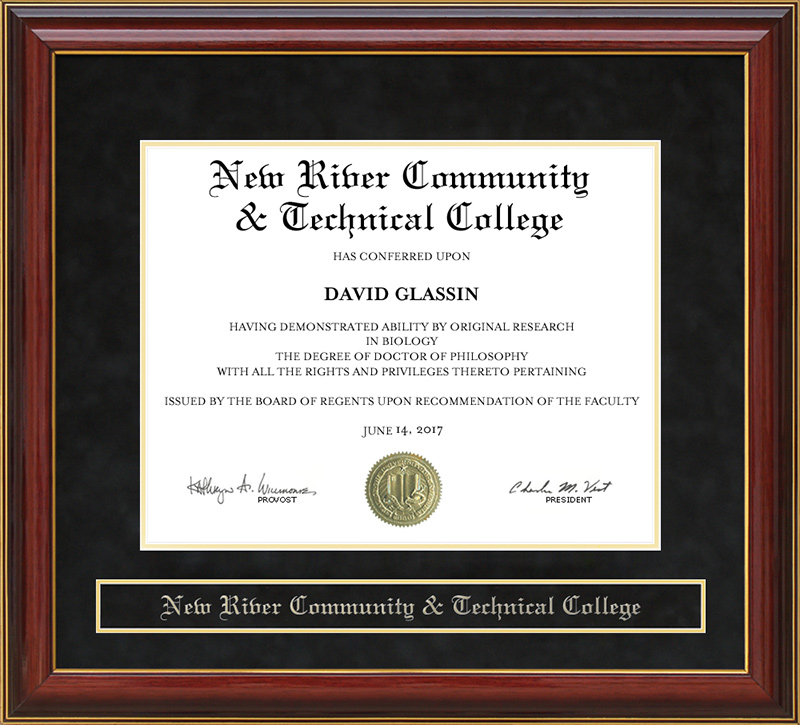 New River Community
& Technical College
HAS CONFERRED UPON
DAVID GLASSIN
HAVING DEMONSTRATED ABILITY BY ORIGINAL RESEARCH
IN BIOLOGY
THE DEGREE OF DOCTOR OF PHILOSOPHY
WITH ALL THE RIGHTS AND PRIVILEGES THERETO PERTAINING
ISSUED BY THE BOARD OF REGENTS UPON RECOMMENDATION OF THE FACULTY
JUNE 14, 2017
Charles M. Vest
PROVOST
PRESIDENT
New River Community & Technical College